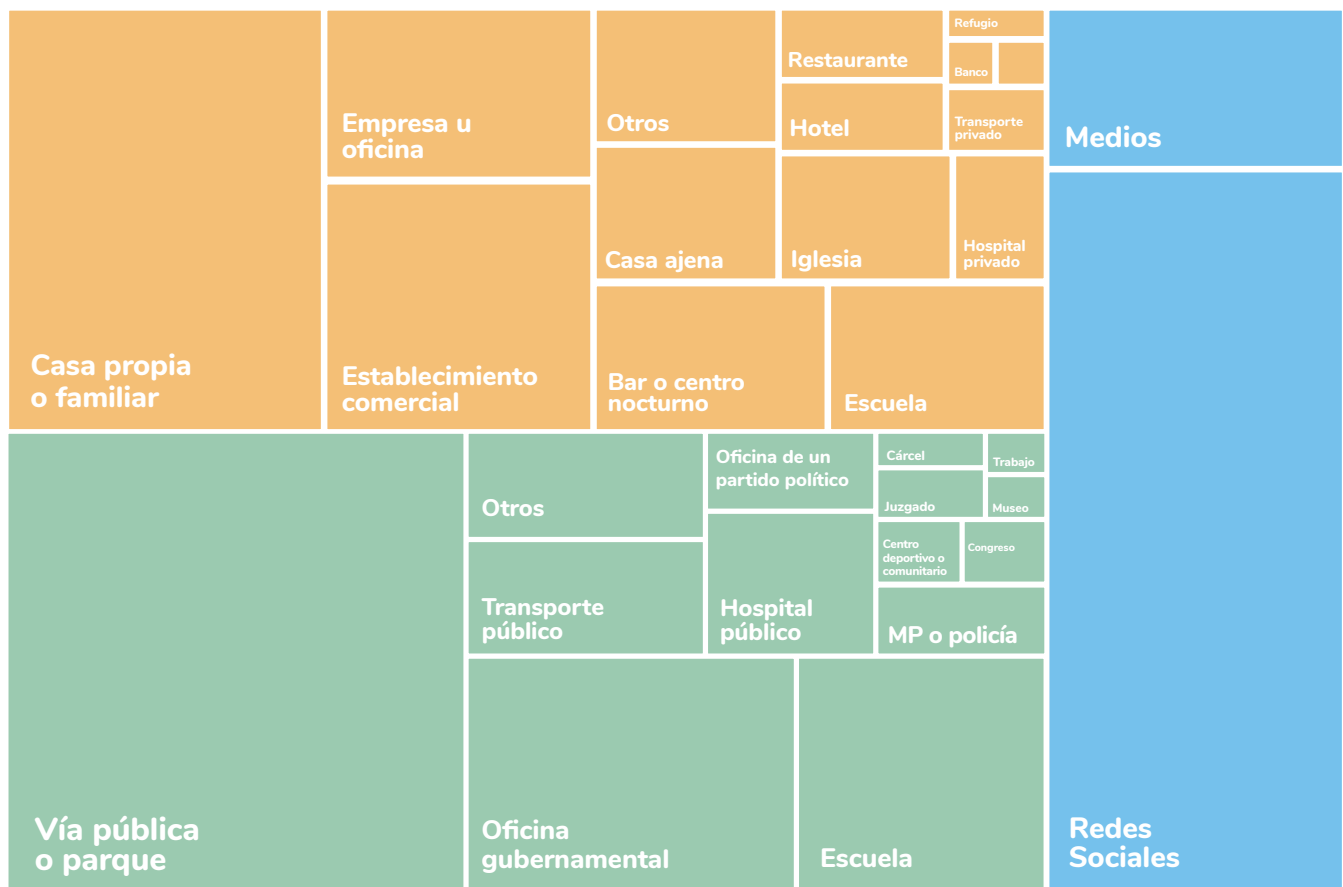 Casa propia
o familiar
Empresa u
oficina
Establecimiento
comercial
Otros
Casa ajena
Restaurante
Hotel
Refugio
Banco
Transporte
privado
Iglesia
Hospital
privado
Bar o centro
nocturno
Escuela
Medios
Redes
Sociales
Vía pública
o parque
Otros
Transporte
público
Oficina de un
partido político
Hospital
público
Cárcel
Trabajo
Juzgado
Museo
Centro
deportivo o
comunitario
Congreso
MP o policía
Oficina
gubernamental
Escuela